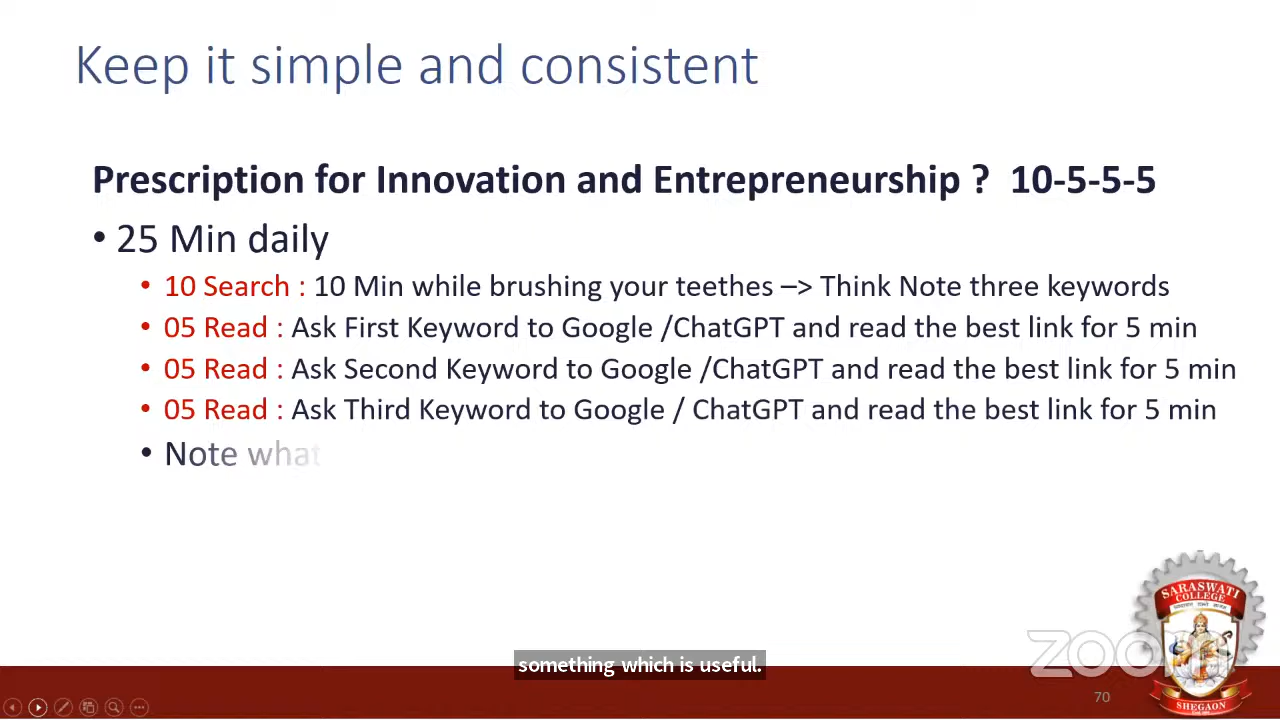 Keep it simple and consistent
Prescription for Innovation and Entrepreneurship ? 10-5-5-5
• 25 Min daily
• 10 Search : 10 Min while brushing your teethes –> Think Note three keywords
• 05 Read : Ask First Keyword to Google /ChatGPT and read the best link for 5 min
• 05 Read : Ask Second Keyword to Google /ChatGPT and read the best link for 5 min
• 05 Read : Ask Third Keyword to Google / ChatGPT and read the best link for 5 min
• Note what
SARASWATI
COLLEGE
zoom
something which is useful.
70
SHEGAON